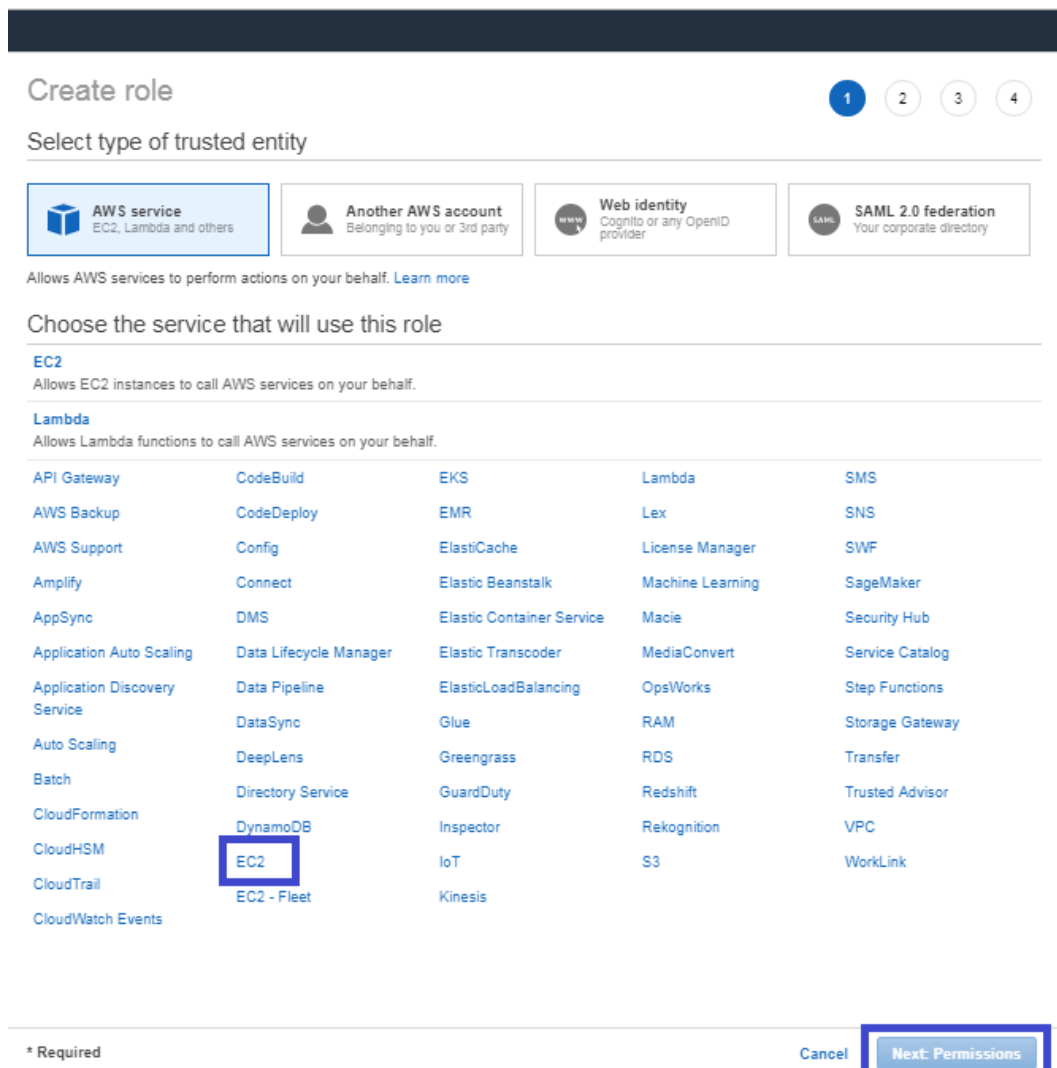 Create role
1 2 3 4
Select type of trusted entity
AWS service
EC2, Lambda and others
Another AWS account
Belonging to you or 3rd party
www
Web identity
Cognito or any OpenID
provider
SAML
SAML 2.0 federation
Your corporate directory
Allows AWS services to perform actions on your behalf. Learn more
Choose the service that will use this role
EC2
Allows EC2 instances to call AWS services on your behalf.
Lambda
Allows Lambda functions to call AWS services on your behalf.
API Gateway
AWS Backup
AWS Support
Amplify
AppSync
Application Auto Scaling
Application Discovery
Service
Auto Scaling
Batch
CloudFormation
CloudHSM
CloudTrail
CloudWatch Events
CodeBuild
CodeDeploy
Config
Connect
DMS
Data Lifecycle Manager
Data Pipeline
DataSync
DeepLens
Directory Service
DynamoDB
EC2
EC2 - Fleet
EKS
EMR
ElastiCache
Elastic Beanstalk
Elastic Container Service
Elastic Transcoder
ElasticLoadBalancing
Glue
Greengrass
GuardDuty
Inspector
IoT
Kinesis
Lambda
Lex
License Manager
Machine Learning
Macie
MediaConvert
OpsWorks
RAM
RDS
Redshift
Rekognition
S3
SMS
SNS
SWF
SageMaker
Security Hub
Service Catalog
Step Functions
Storage Gateway
Transfer
Trusted Advisor
VPC
WorkLink
* Required
Cancel
Next: Permissions